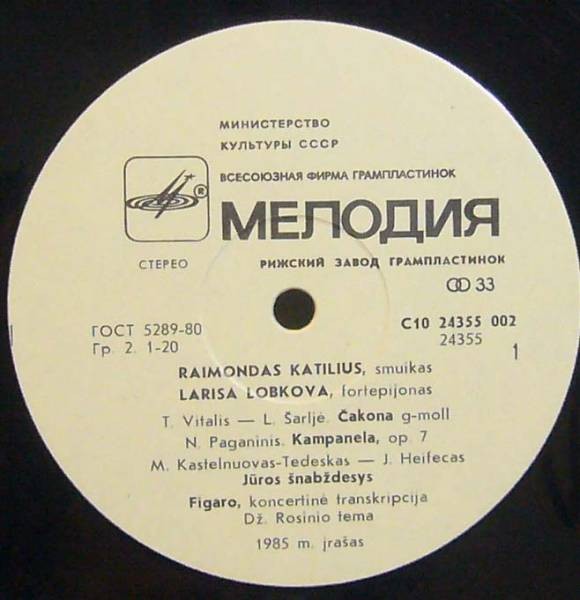 МИНИСТЕРСТВО
КУЛЬТУРЫ СССР
ВСЕСОЮЗНАЯ ФИРМА ГРАМПЛАСТИНОК
®
МЕЛОДИЯ
СТЕРЕО
РИЖСКИЙ ЗАВОД ГРАМПЛАСТИНОК
33
ГОСТ 5289-80
Гр. 2. 1-20
С10 24355 002
24355
1
RAIMONDAS KATILIUS, smuikas
LARISA LOBKOVA, fortepijonas
T. Vitalis — L. Šarljė. Čakona g-moll
N. Paganinis. Kampanela, op. 7
M. Kastelnuovas-Tedeskas — J. Heifecas
Jūros šnabždesys
Figaro, koncertinė transkripcija
Dž. Rosinio tema
1985 m. įrašas